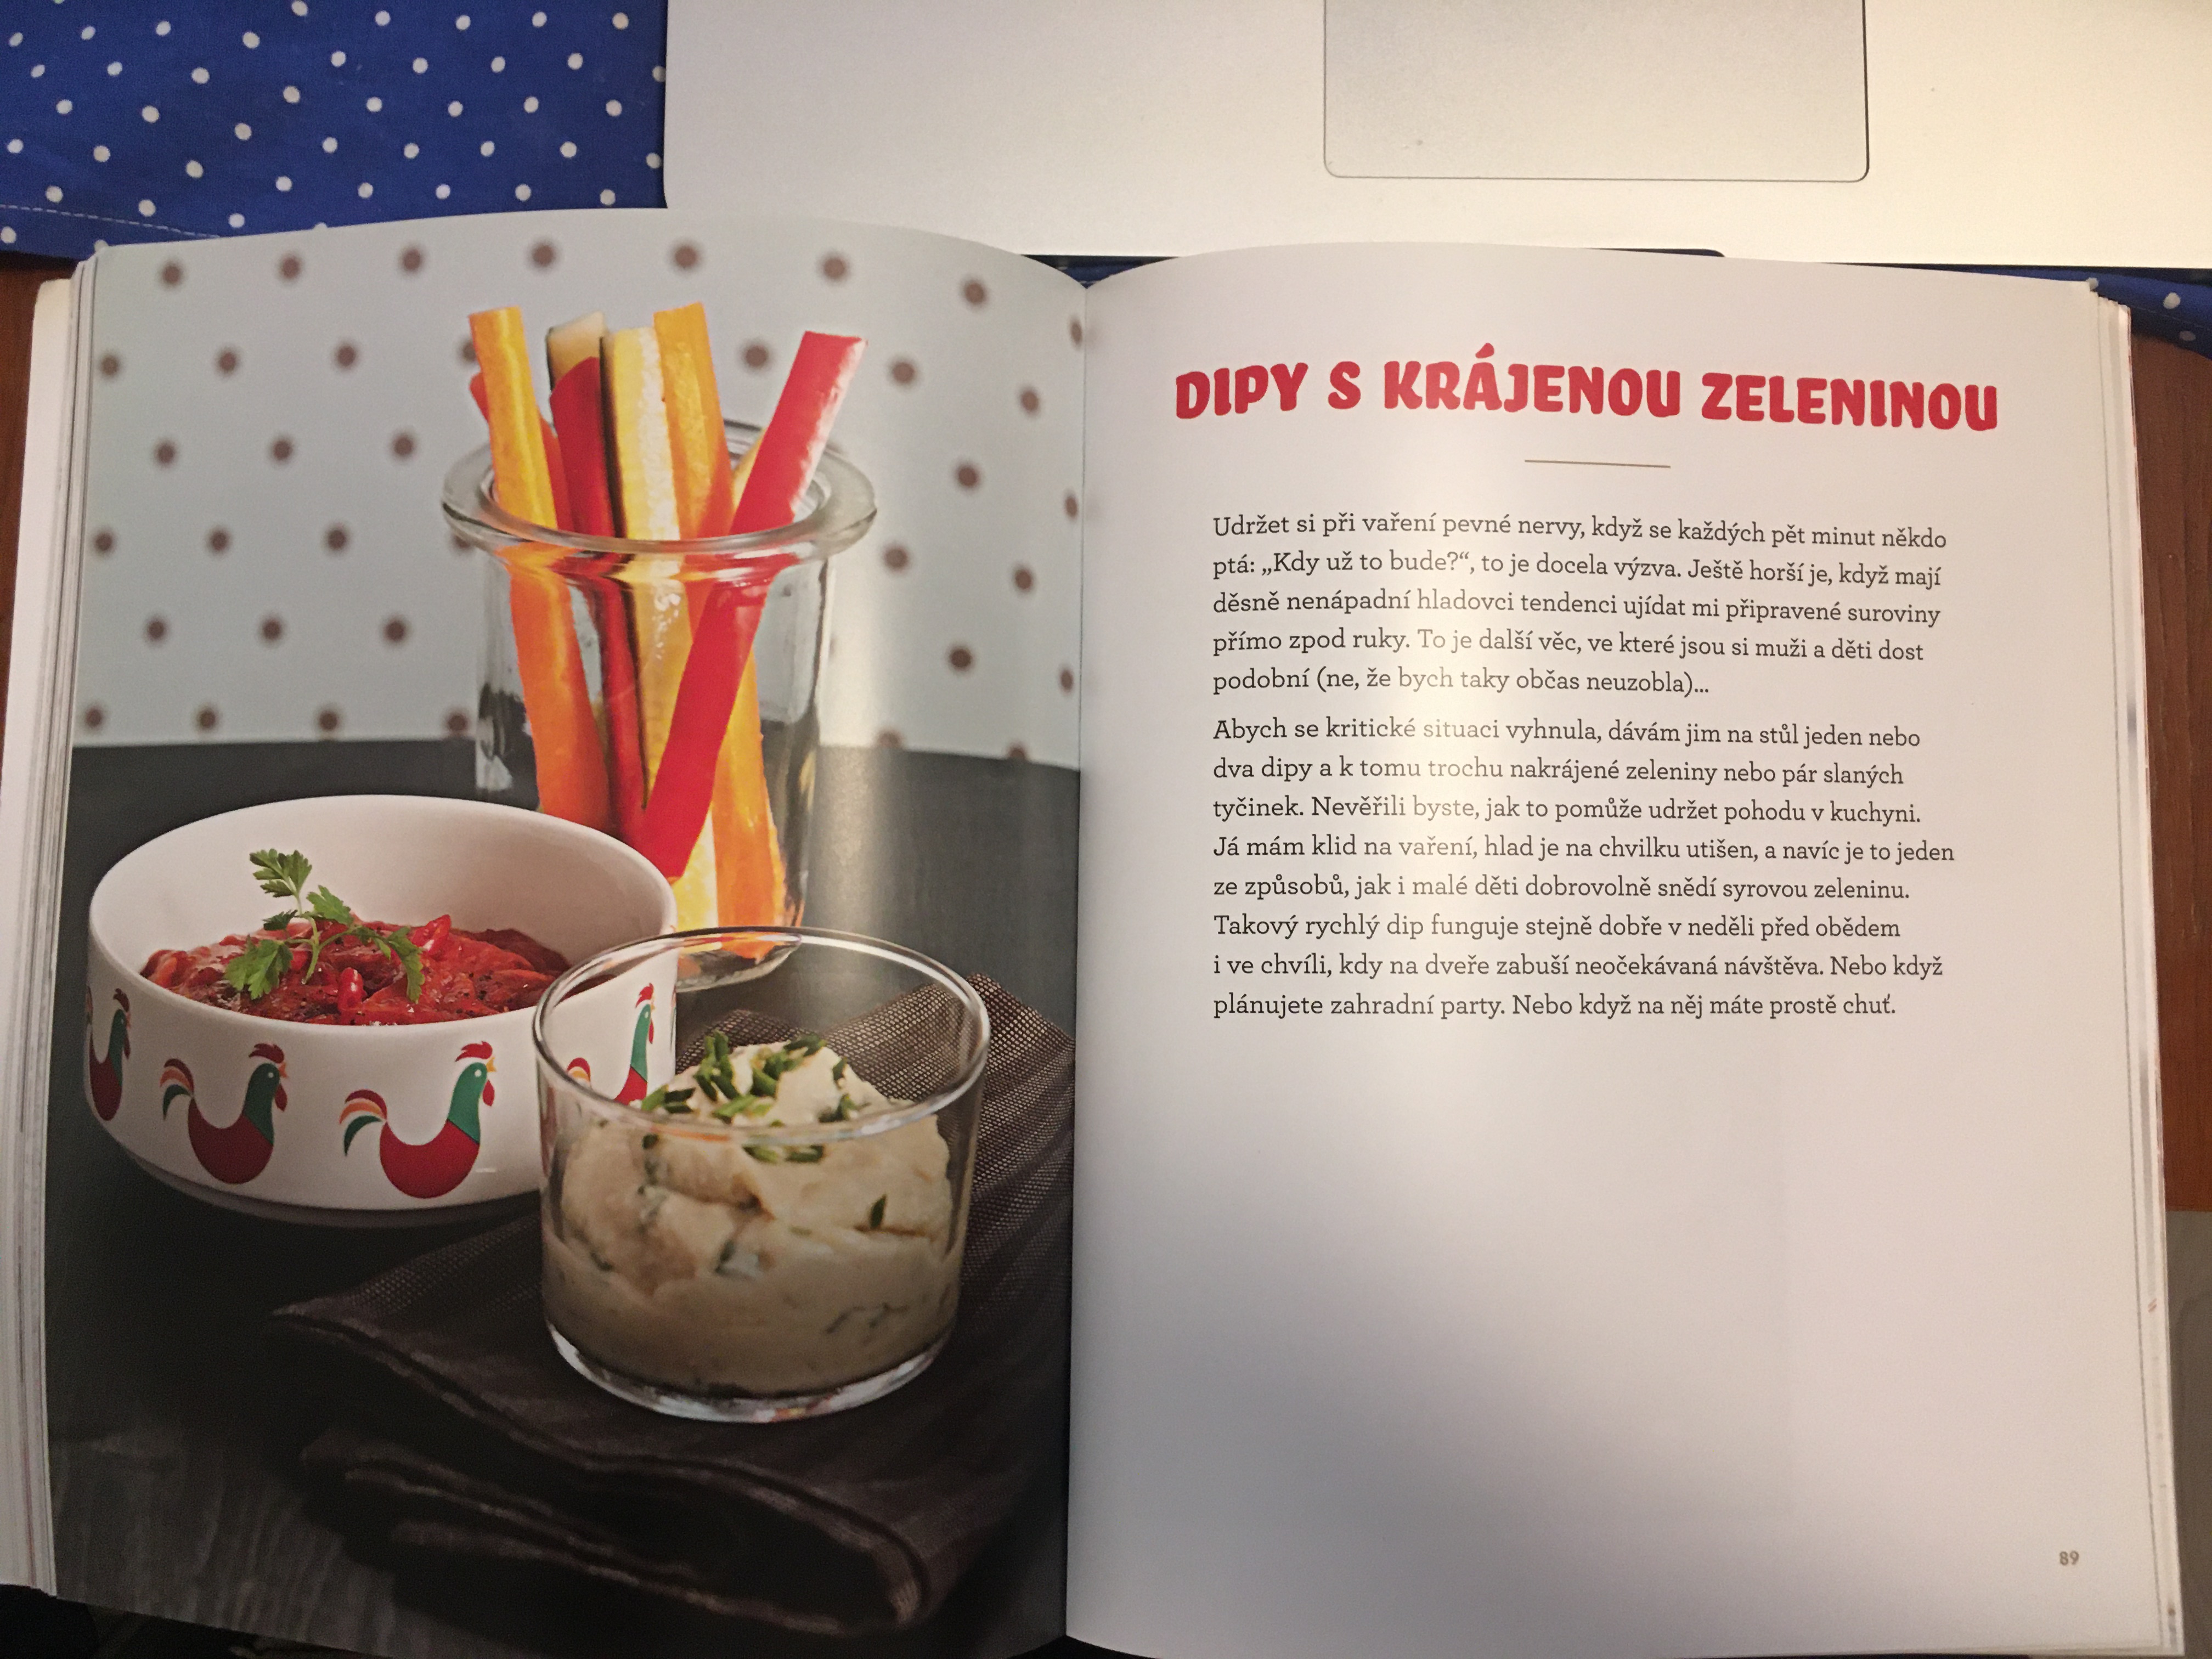 DIPY S KRÁJENOU ZELENINOU
Udržet si při vaření pevné nervy, když se každých pět minut někdo
ptá: „Kdy už to bude?“, to je docela výzva. Ještě horší je, když mají
děsně nenápadní hladovci tendenci ujídat mi připravené suroviny
přímo zpod ruky. To je další věc, ve které jsou si muži a děti dost
podobní (ne, že bych taky občas neuzobla)...
Abych se kritické situaci vyhnula, dávám jim na stůl jeden nebo
dva dipy a k tomu trochu nakrájené zeleniny nebo pár slaných
tyčinek. Nevěřili byste, jak to pomůže udržet pohodu v kuchyni.
Já mám klid na vaření, hlad je na chvilku utišen, a navíc je to jeden
ze způsobů, jak i malé děti dobrovolně snědí syrovou zeleninu.
Takový rychlý dip funguje stejně dobře v neděli před obědem
i ve chvíli, kdy na dveře zabuší neočekávaná návštěva. Nebo když
plánujete zahradní party. Nebo když na něj máte prostě chuť.
89